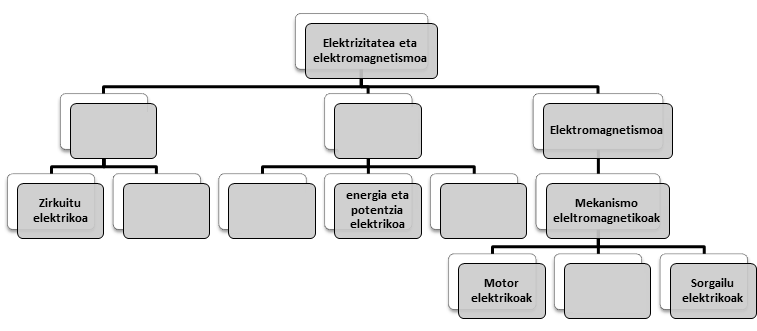 Elektrizitatea eta
elektromagnetismoa
Elektromagnetismoa
Zirkuitu
elektrikoa
energia eta
potentzia
elektrikoa
Mekanismo
eleltromagnetikoak
Motor
elektrikoak
Sorgailu
elektrikoak